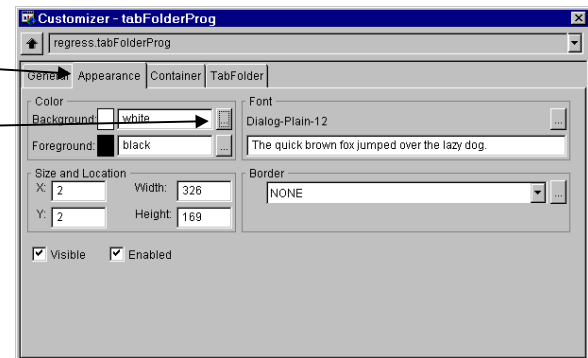 Customizer - tabFolderProg
regress.tabFolderProg
General Appearance Container TabFolder
Color
Background: white ...
Foreground: black ...
Font
Dialog-Plain-12 ...
The quick brown fox jumped over the lazy dog.
Size and Location
X: 2 Width: 326
Y: 2 Height: 169
Border
NONE ...
Visible Enabled